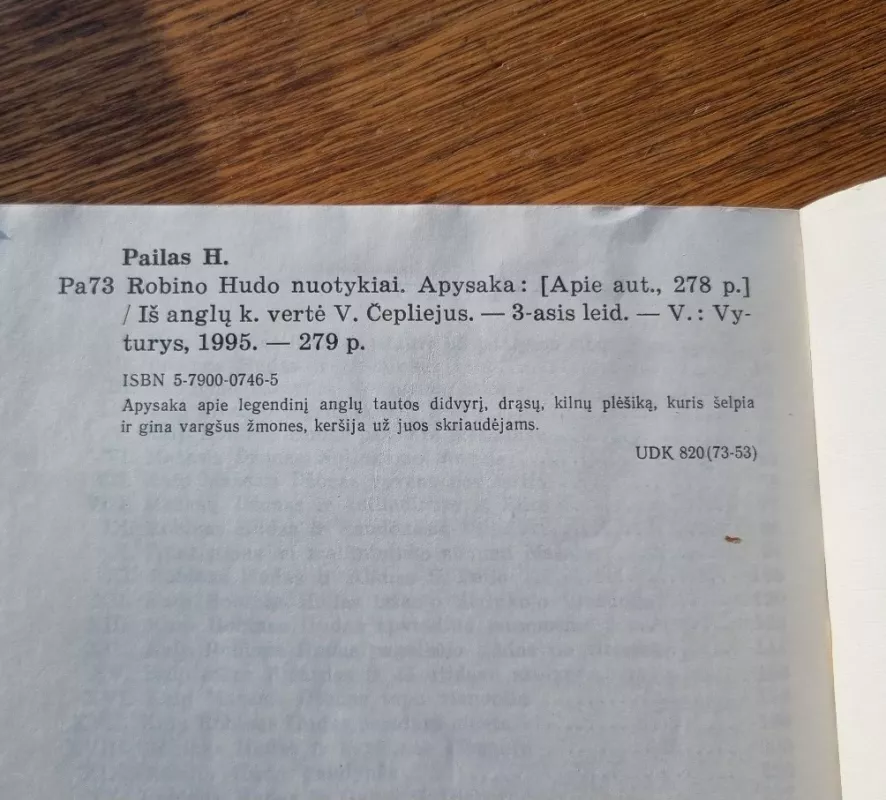 Pailas H.
Pa73 Robino Hudo nuotykiai. Apysaka: [Apie aut., 278 p.]
/ Iš anglų k. vertė V. Čepliejus. — 3-asis leid. — V.: Vy-
turys, 1995. — 279 p.
ISBN 5-7900-0746-5
Apysaka apie legendinį anglų tautos didvyrį, drąsų, kilnų plėšiką, kuris šelpia
ir gina vargšus žmones, keršija už juos skriaudėjams.
UDK 820(73-53)